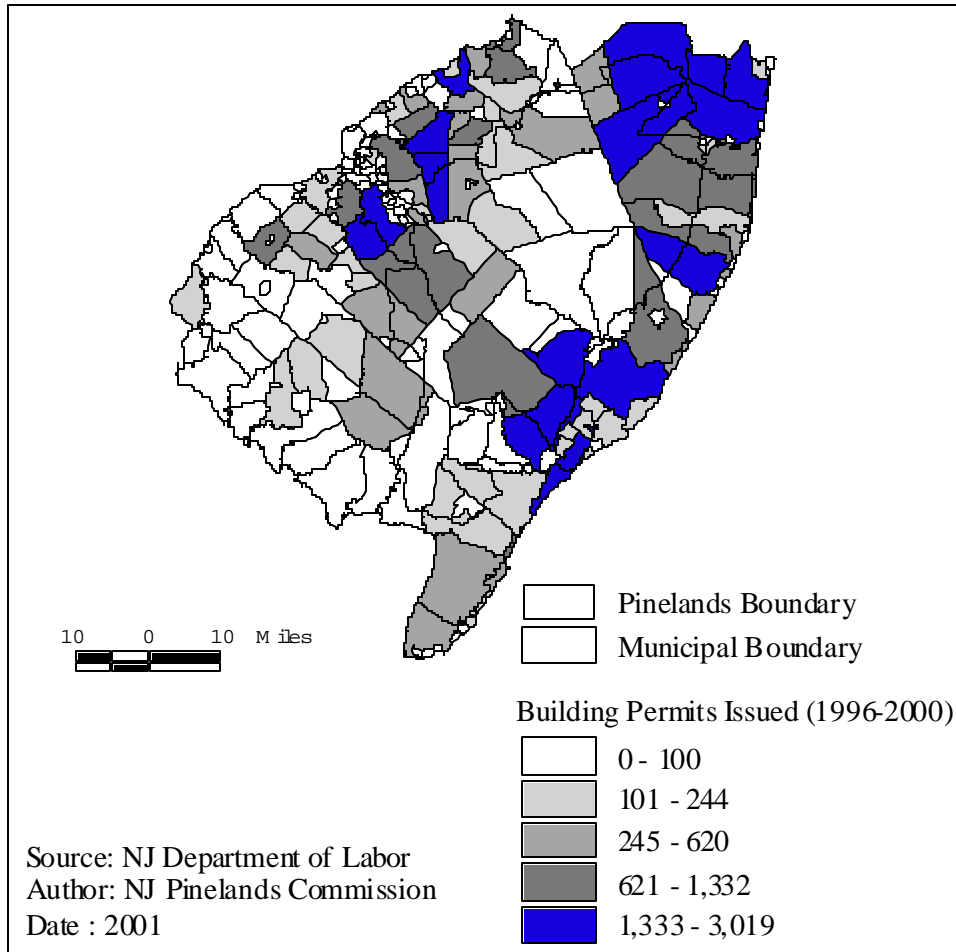 Pinelands Boundary
10 0 10 Miles
Municipal Boundary
Building Permits Issued (1996-2000)
0 - 100
101 - 244
245 - 620
621 - 1,332
1,333 - 3,019
Source: NJ Department of Labor
Author: NJ Pinelands Commission
Date : 2001